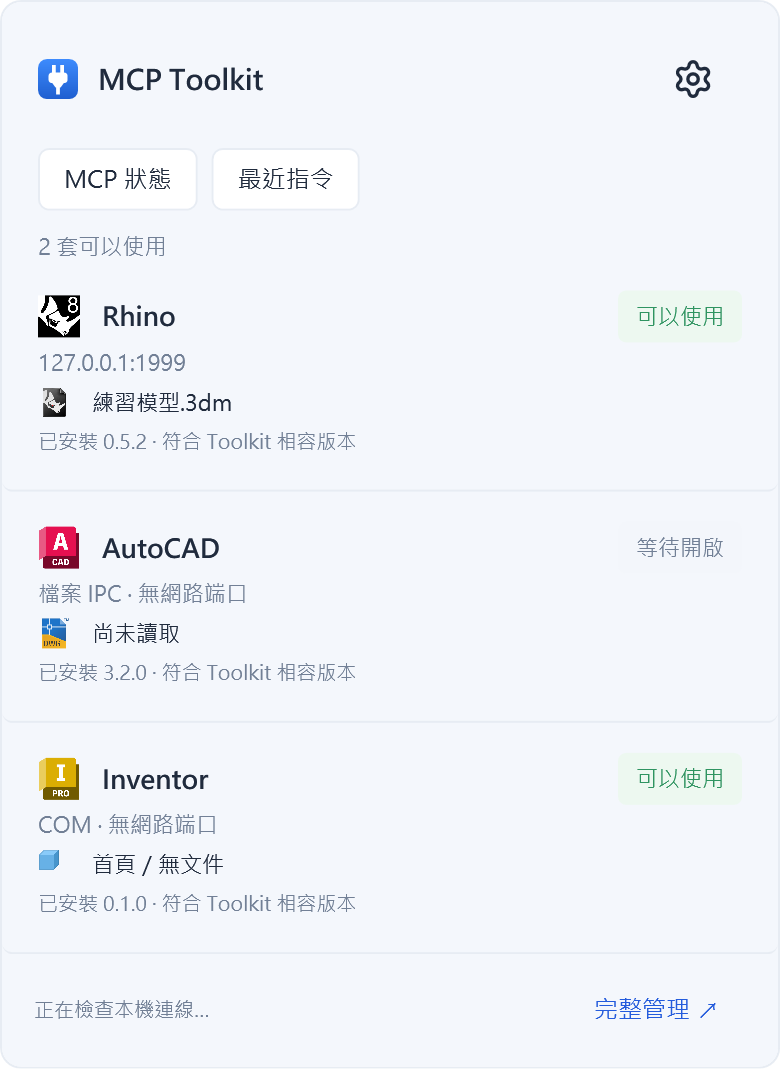 MCP Toolkit
MCP 狀態
最近指令
2 套可以使用
8
Rhino
可以使用
127.0.0.1:1999
練習模型.3dm
已安裝 0.5.2 · 符合 Toolkit 相容版本
A
CAD
AutoCAD
等待開啟
檔案 IPC · 無網路端口
DWG
尚未讀取
已安裝 3.2.0 · 符合 Toolkit 相容版本
I
PRO
Inventor
可以使用
COM · 無網路端口
首頁 / 無文件
已安裝 0.1.0 · 符合 Toolkit 相容版本
正在檢查本機連線...
完整管理 ↗